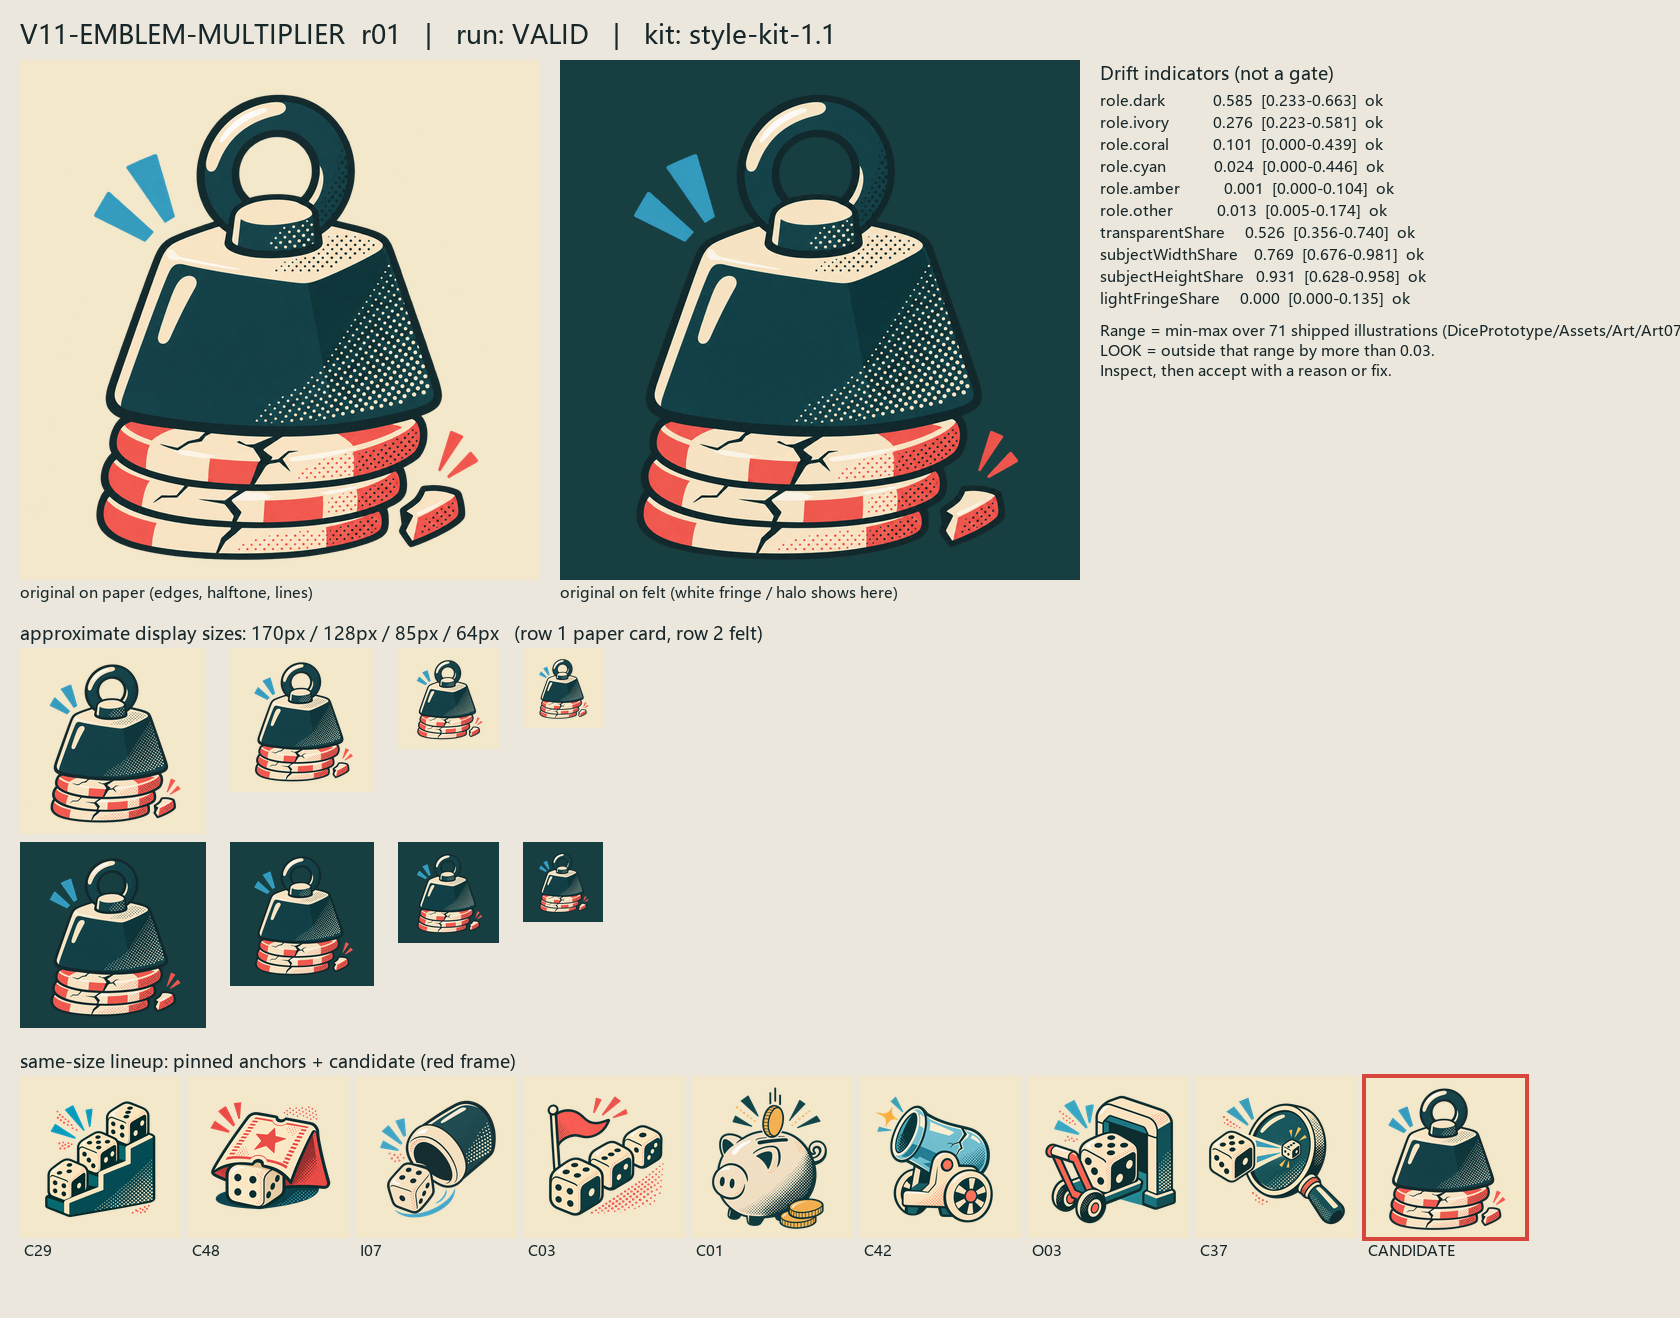 V11-EMBLEM-MULTIPLIER r01 | run: VALID | kit: style-kit-1.1
Drift indicators (not a gate)
role.dark 0.585 [0.233-0.663] ok
role.ivory 0.276 [0.223-0.581] ok
role.coral 0.101 [0.000-0.439] ok
role.cyan 0.024 [0.000-0.446] ok
role.amber 0.001 [0.000-0.104] ok
role.other 0.013 [0.005-0.174] ok
transparentShare 0.526 [0.356-0.740] ok
subjectWidthShare 0.769 [0.676-0.981] ok
subjectHeightShare 0.931 [0.628-0.958] ok
lightFringeShare 0.000 [0.000-0.135] ok
Range = min-max over 71 shipped illustrations (DicePrototype/Assets/Art/Art07
LOOK = outside that range by more than 0.03.
Inspect, then accept with a reason or fix.
original on paper (edges, halftone, lines)
original on felt (white fringe / halo shows here)
approximate display sizes: 170px / 128px / 85px / 64px (row 1 paper card, row 2 felt)
same-size lineup: pinned anchors + candidate (red frame)
C29
C48
I07
C03
C01
C42
O03
C37
CANDIDATE